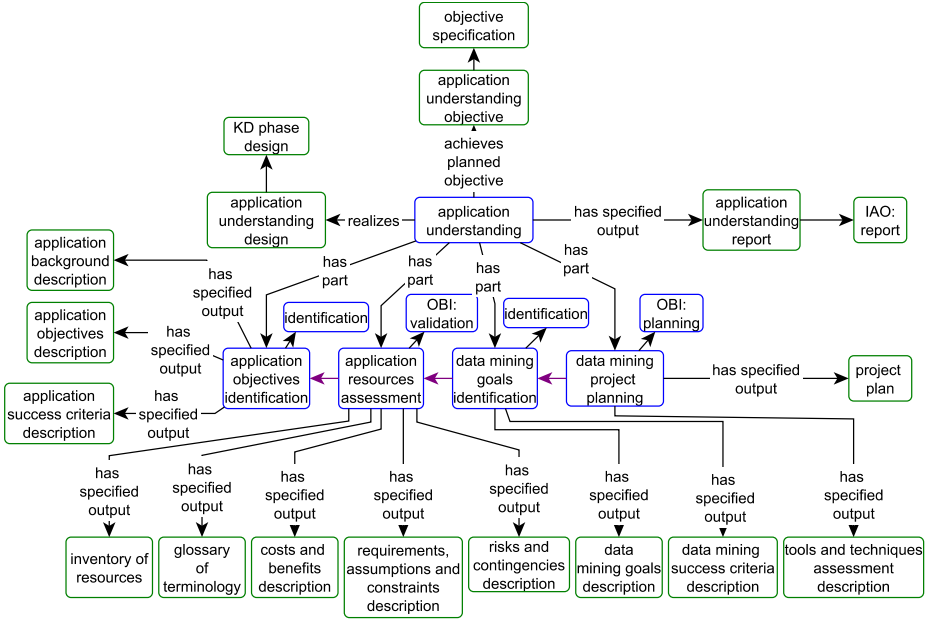 objective
specification
application
understanding
objective
achieves
planned
objective
KD phase
design
application
understanding
design
realizes
application
understanding
has specified
output
application
understanding
report
IAO:
report
application
background
description
has
specified
output
has
part
has
part
has
part
has
part
application
objectives
description
has
specified
output
identification
OBI:
validation
identification
OBI:
planning
application
objectives
identification
application
resources
assessment
data mining
goals
identification
data mining
project
planning
has specified
output
project
plan
application
success criteria
description
has
specified
output
has
specified
output
has
specified
output
has
specified
output
has
specified
output
has
specified
output
has
specified
output
has
specified
output
has
specified
output
inventory of
resources
glossary
of
terminology
costs and
benefits
description
requirements,
assumptions and
constraints
description
risks and
contingencies
description
data
mining goals
description
data mining
success criteria
description
tools and techniques
assessment
description